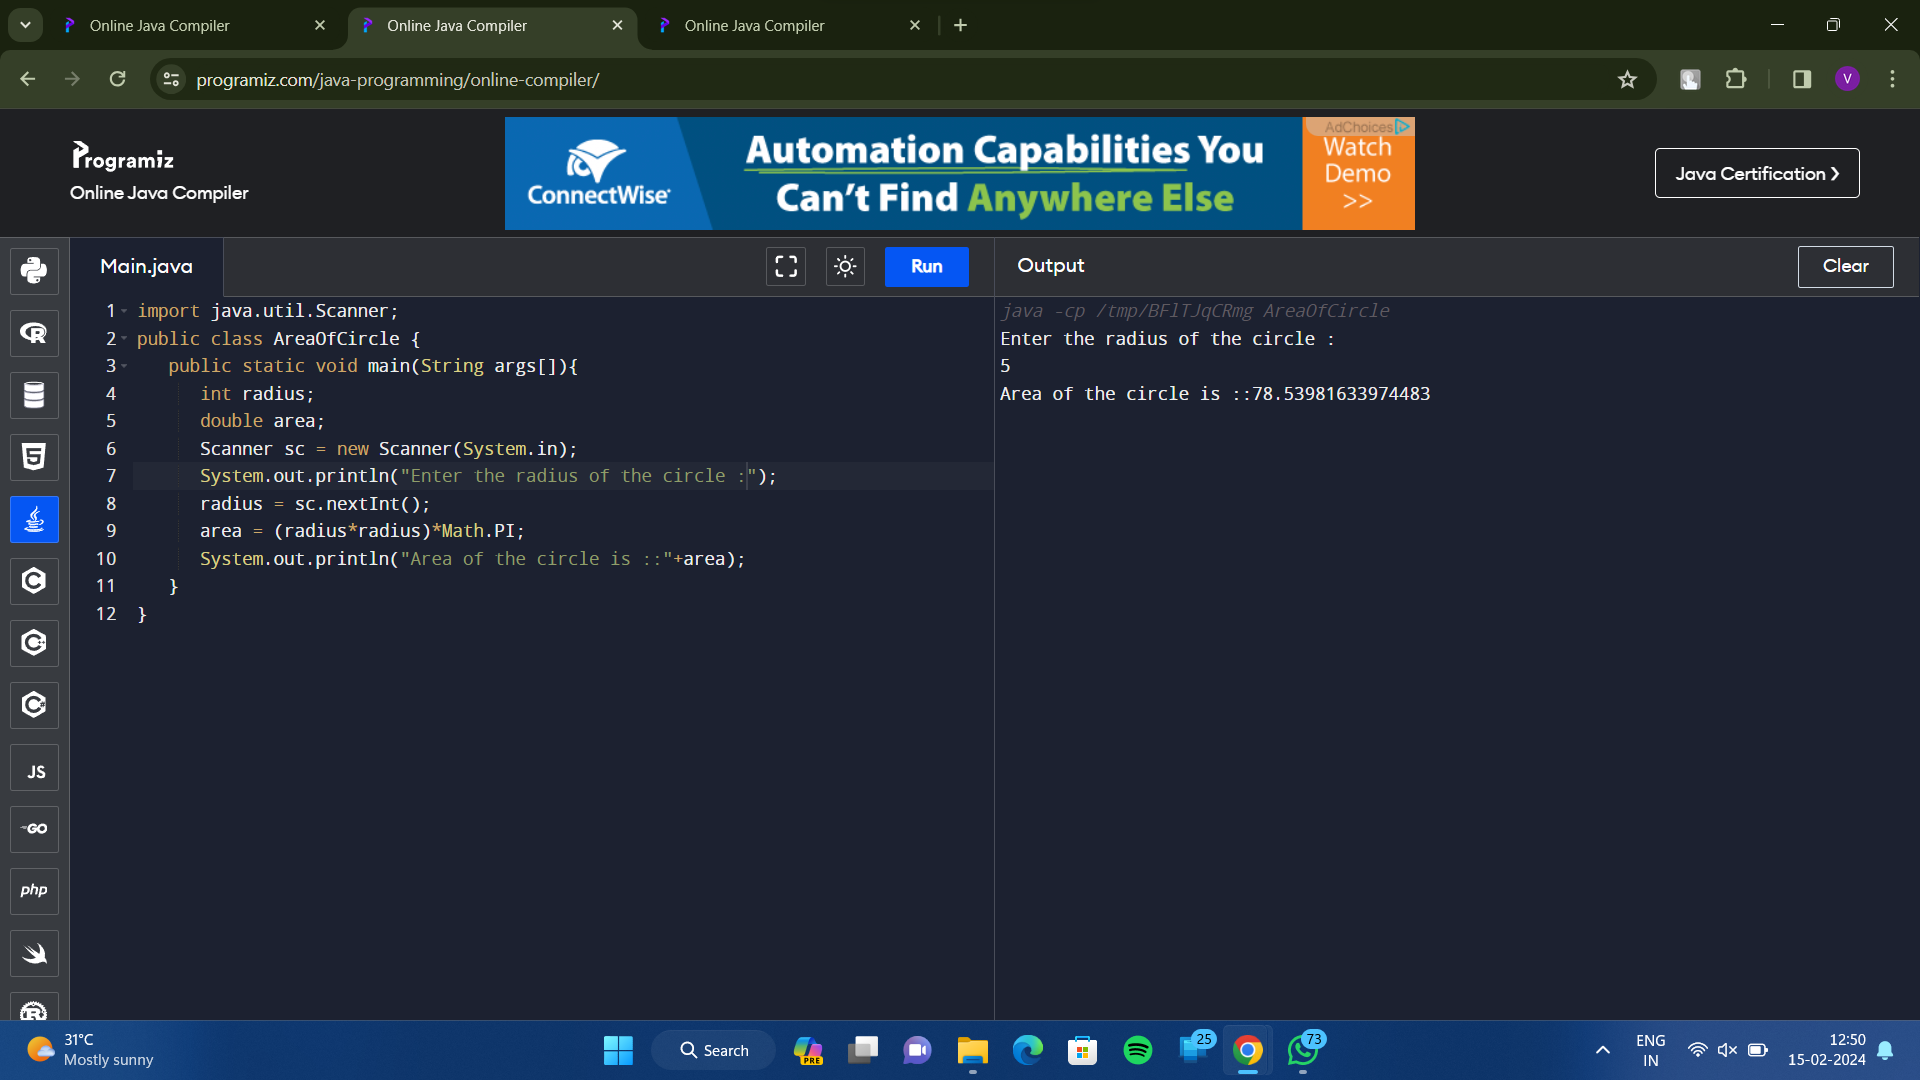 Online Java Compiler
Online Java Compiler
Online Java Compiler
programiz.com/java-programming/online-compiler/
V
Programiz
Online Java Compiler
ConnectWise
Automation Capabilities You
Can't Find Anywhere Else
AdChoices
Watch
Demo
>>
Java Certification ❯
Main.java
Run
Output
Clear
1 import java.util.Scanner;
2 public class AreaOfCircle {
3 public static void main(String args[]){
4 int radius;
5 double area;
6 Scanner sc = new Scanner(System.in);
7 System.out.println("Enter the radius of the circle :");
8 radius = sc.nextInt();
9 area = (radius*radius)*Math.PI;
10 System.out.println("Area of the circle is ::"+area);
11 }
12 }
java -cp /tmp/BFlTJqCRmg AreaOfCircle
Enter the radius of the circle :
5
Area of the circle is ::78.53981633974483
R
5
C
C
C
JS
GO
php
R
31°C
Mostly sunny
Search
PRE
25
73
ENG
IN
12:50
15-02-2024